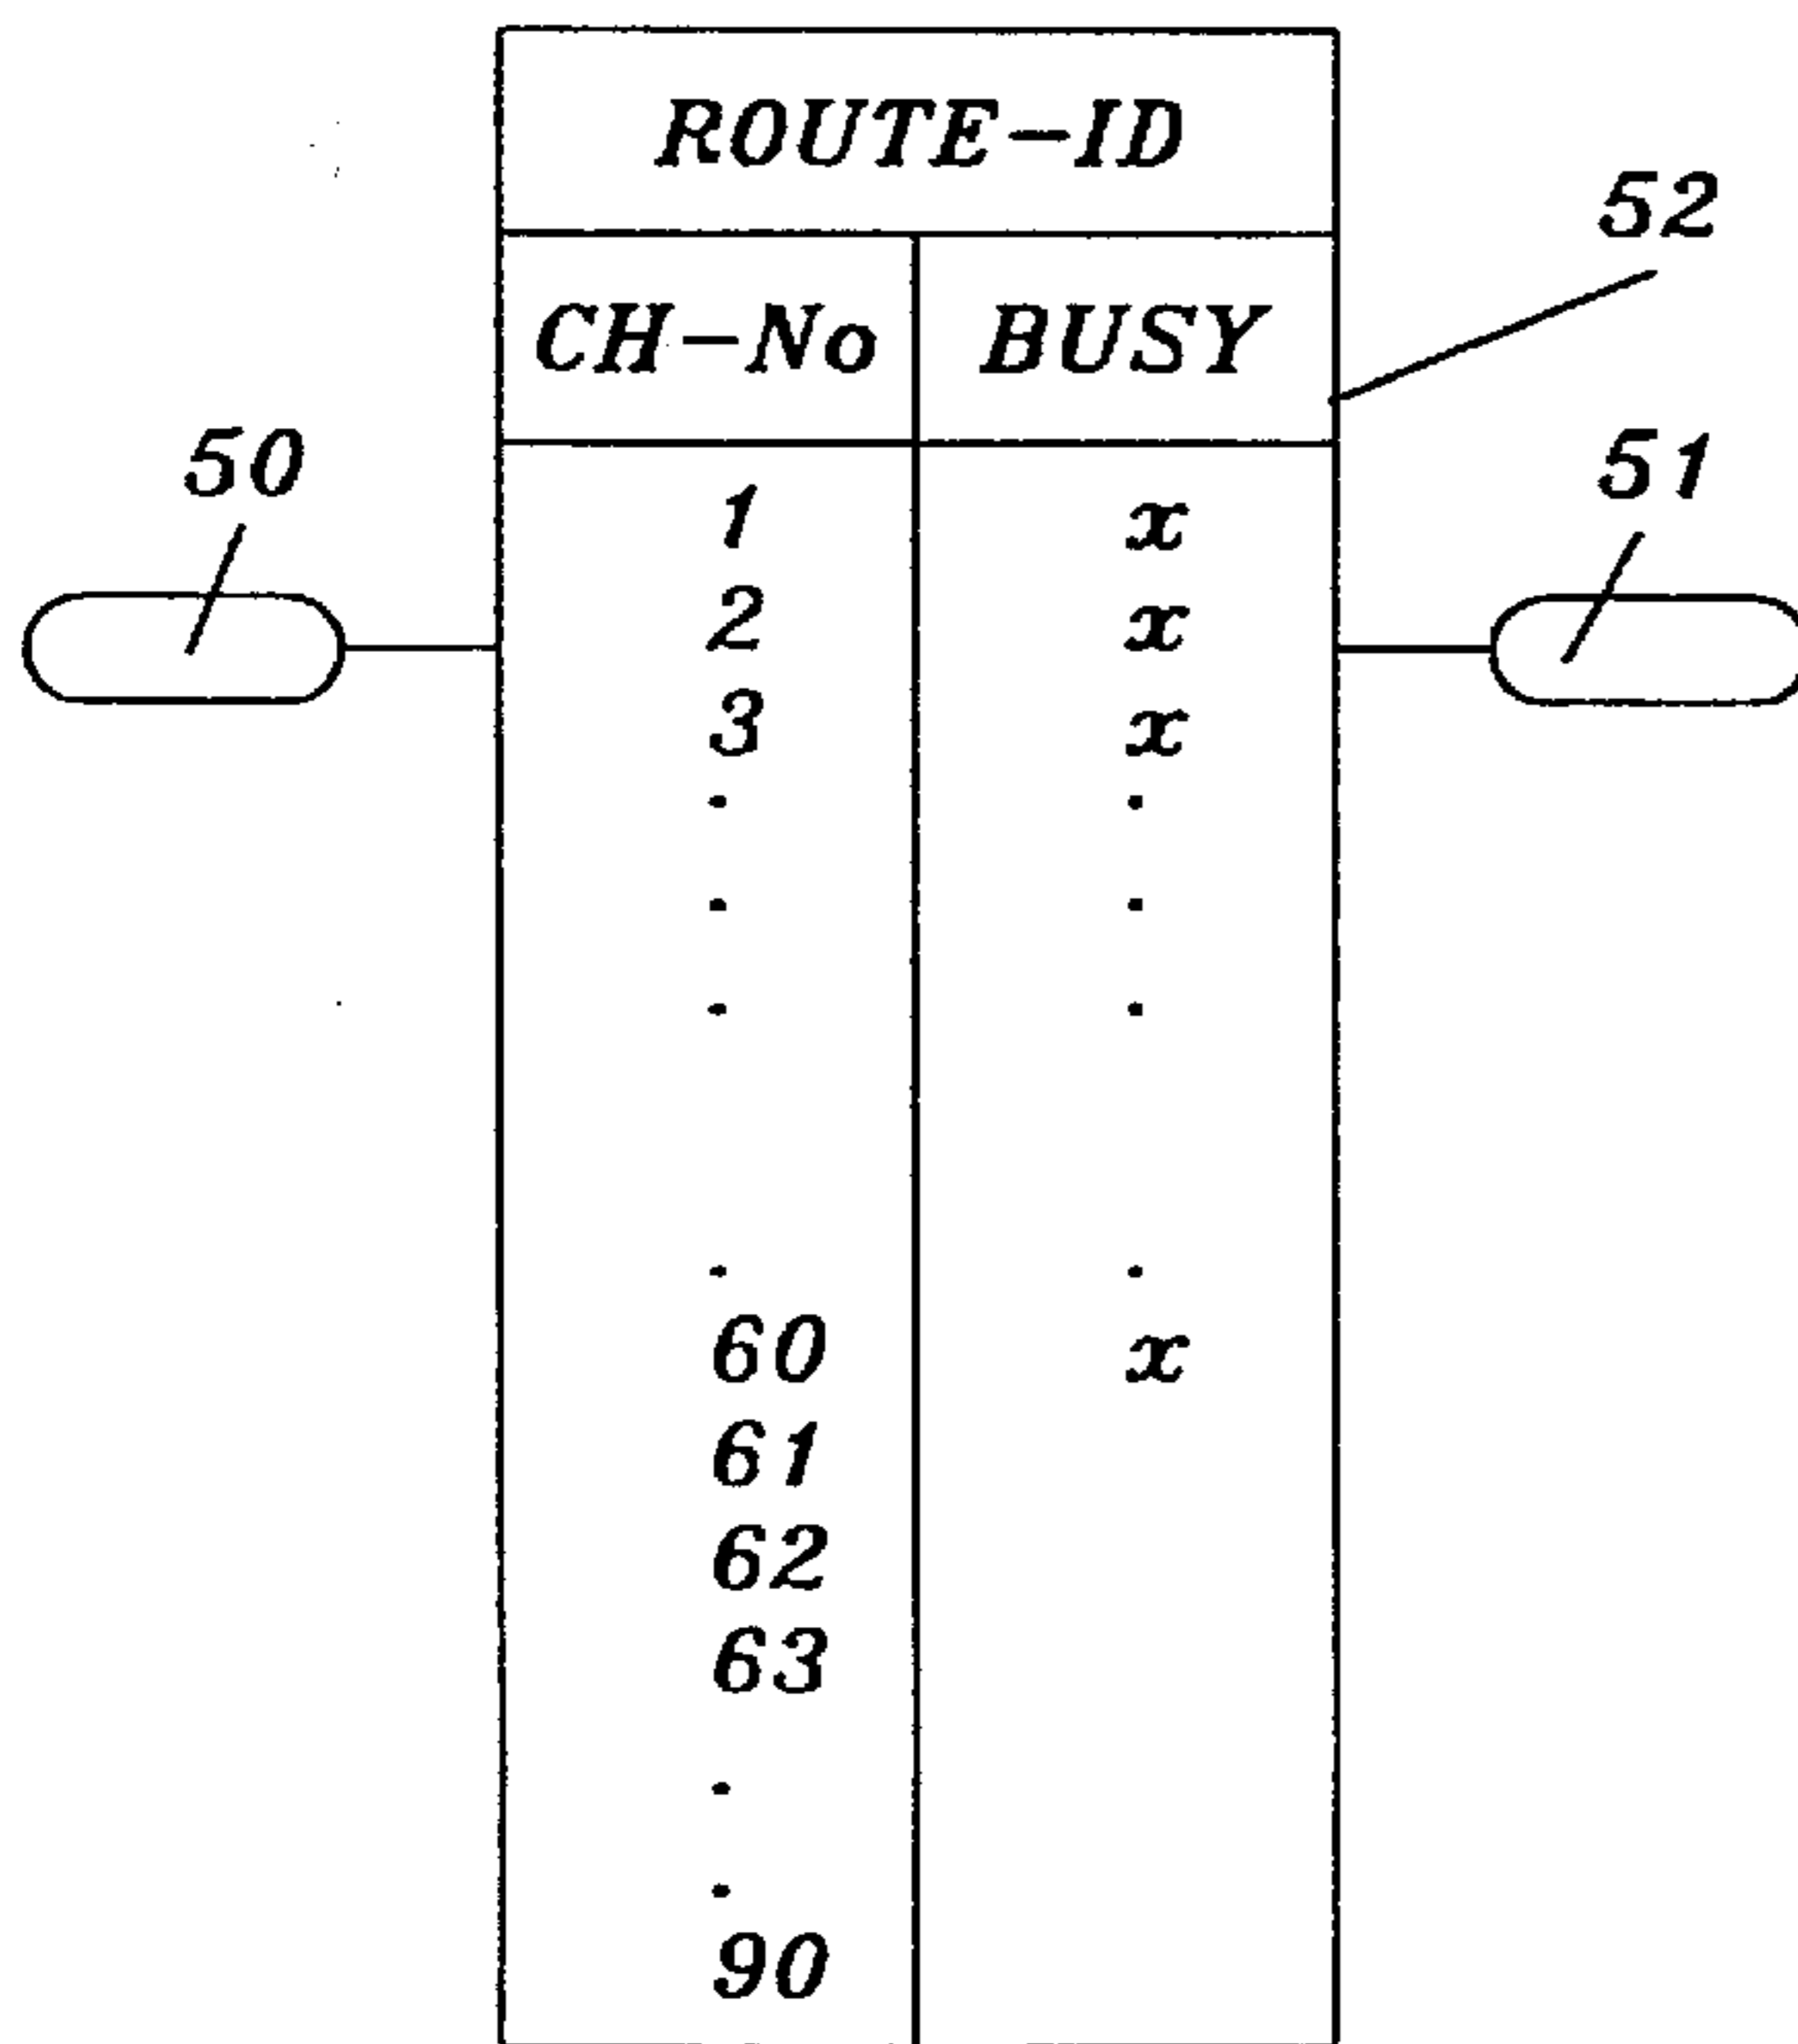 ROUTE-ID
52
CH-No BUSY
50 51
1 x
2 x
3 x
. .
. .
. .
. .
60 x
61
62
63
.
.
90